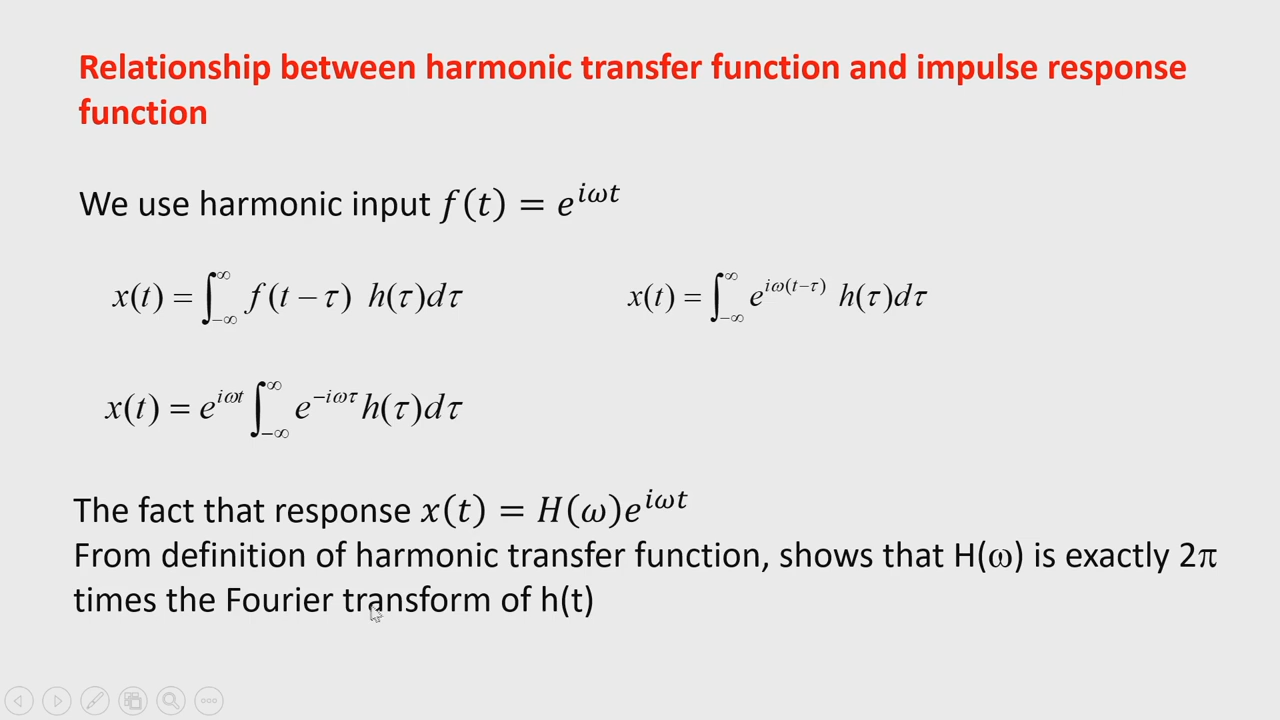 Relationship between harmonic transfer function and impulse response
function
We use harmonic input f(t) = e^{iωt}
x(t) = ∫_{−∞}^{∞} f(t − τ) h(τ)dτ
x(t) = ∫_{−∞}^{∞} e^{iω(t−τ)} h(τ)dτ
x(t) = e^{iωt} ∫_{−∞}^{∞} e^{−iωτ} h(τ)dτ
The fact that response x(t) = H(ω)e^{iωt}
From definition of harmonic transfer function, shows that H(ω) is exactly 2π
times the Fourier transform of h(t)